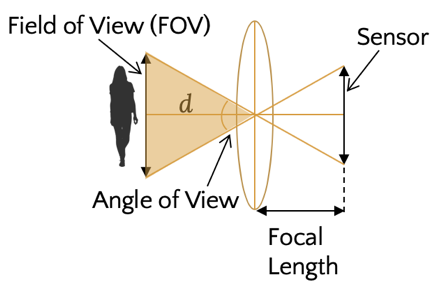 Field of View (FOV)
Sensor
d
Angle of View
Focal
Length